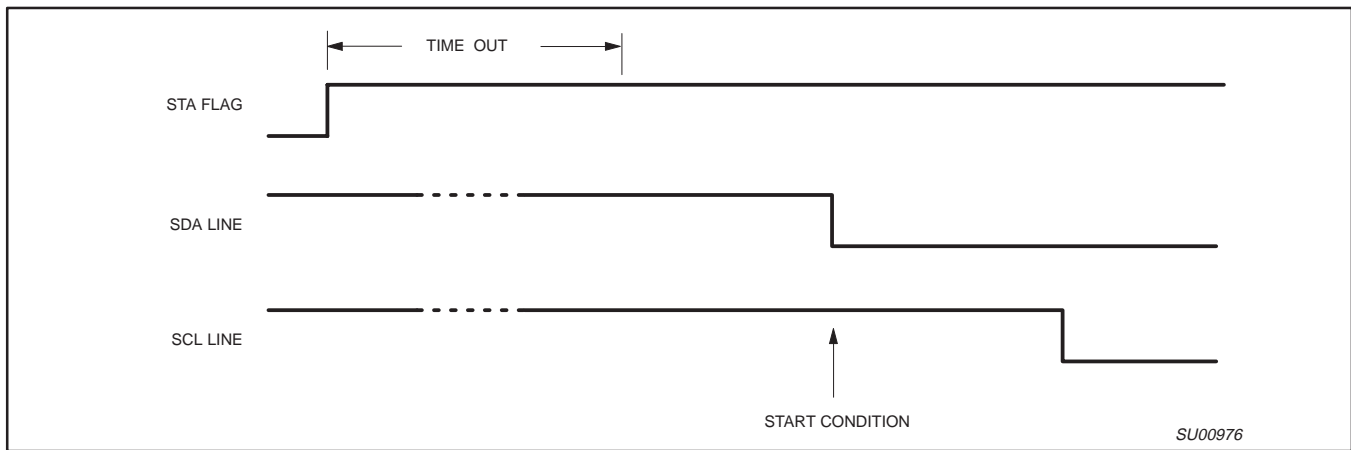 TIME OUT
STA FLAG
SDA LINE
SCL LINE
START CONDITION
SU00976